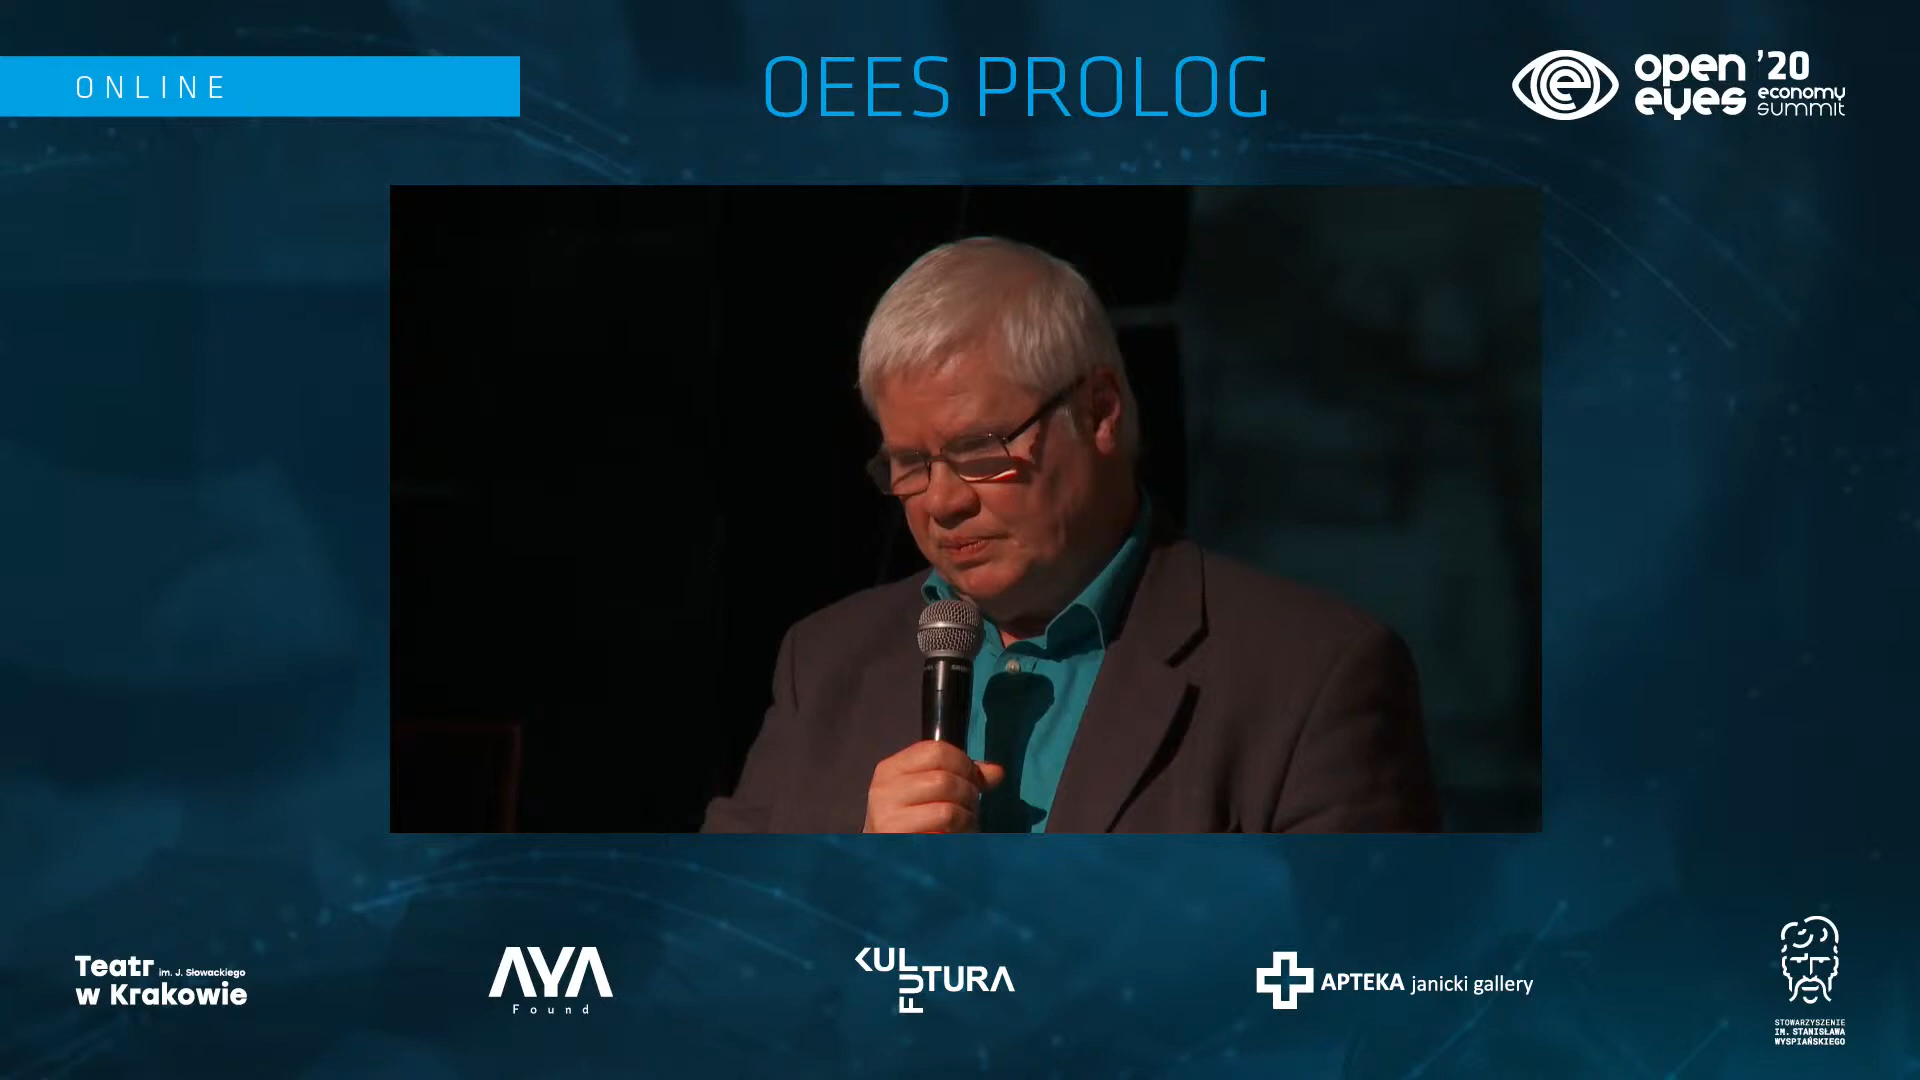 ONLINE
OEES PROLOG
open eyes '20 economy summit
Teatr im. J. Słowackiego
w Krakowie
AYA
Found
KULTURA
FUTURA
APTEKA janicki gallery
STOWARZYSZENIE
IM. STANISŁAWA
WYSPIAŃSKIEGO